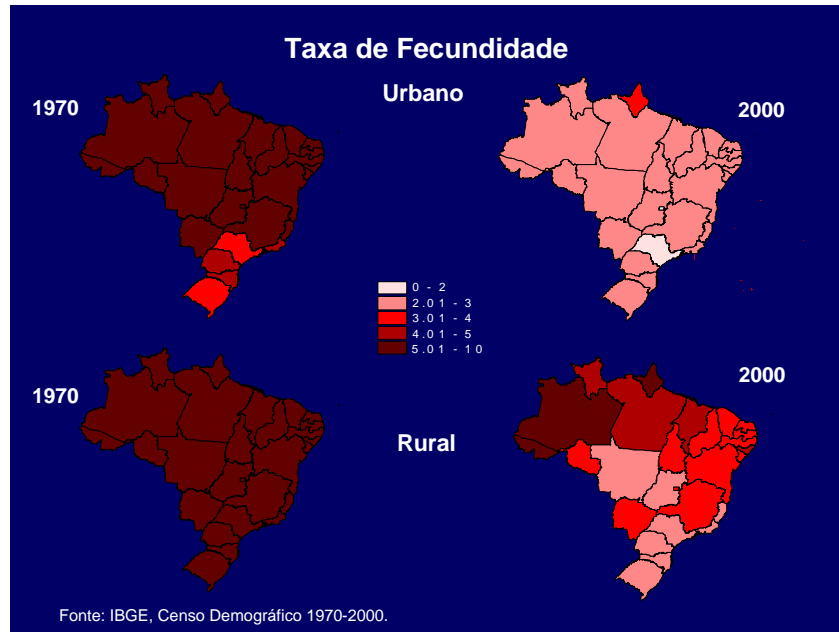 Taxa de Fecundidade
Urbano
1970
2000
0 - 2
2.01 - 3
3.01 - 4
4.01 - 5
5.01 - 10
1970
2000
Rural
Fonte: IBGE, Censo Demográfico 1970-2000.